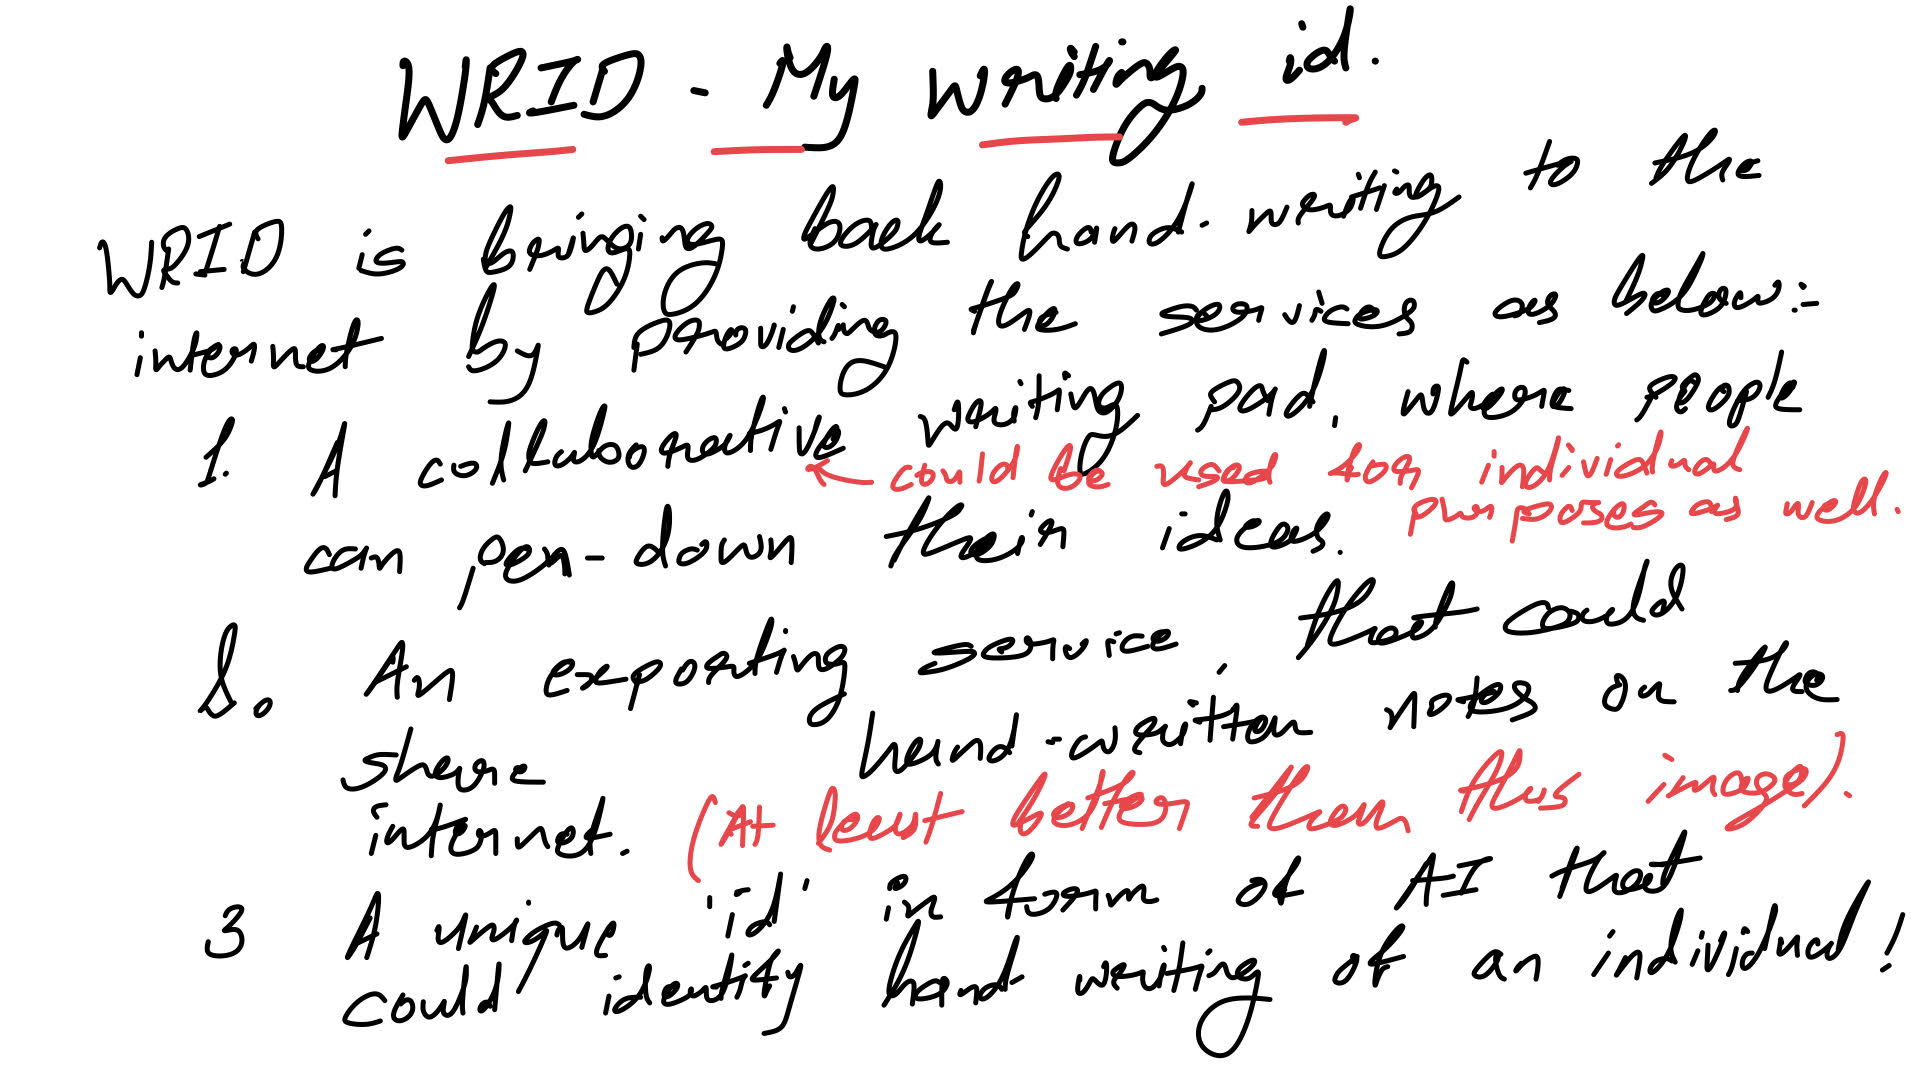 WRID - My writing id.
WRID is bringing back hand-writing to the
internet by providing the services as below:-
1. A collaborative writing pad, where people
← could be used for individual
purposes as well.
can pen-down their ideas.
2. An exporting service, that could
share hand-written notes on the
internet. (At least better than this image).
3 A unique 'id' in form of AI that
could identify hand writing of an individual!